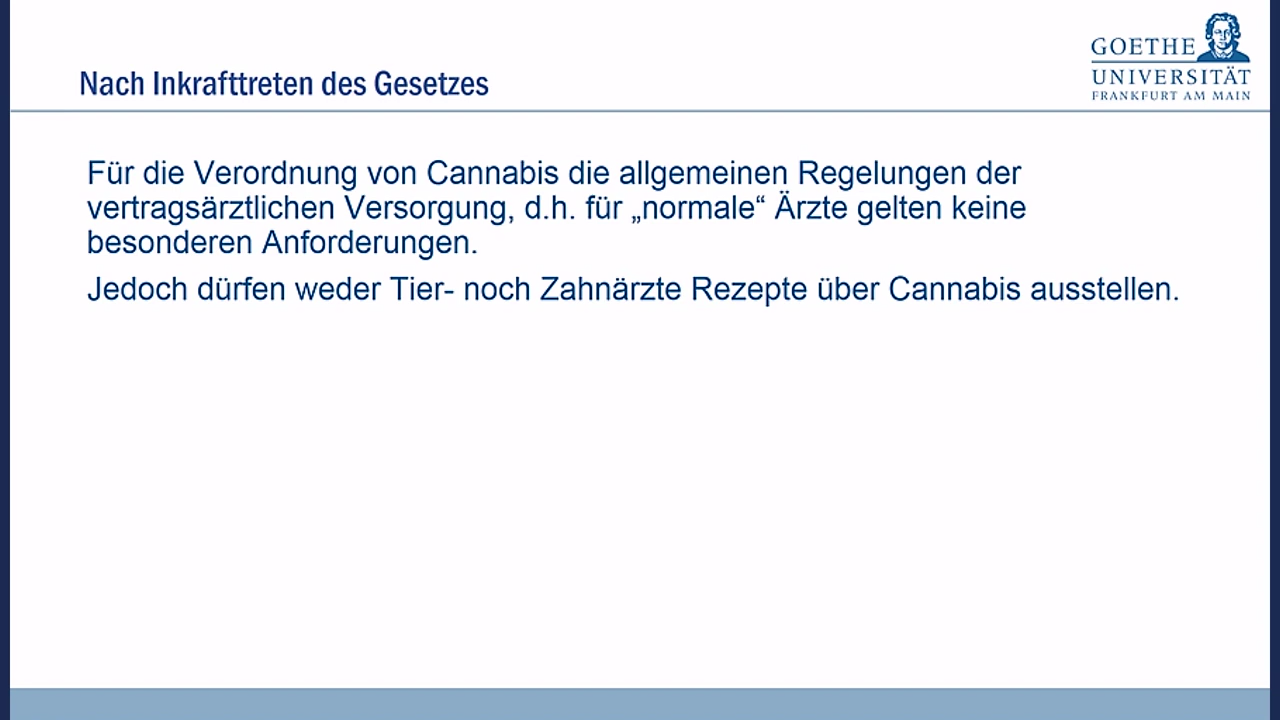 GOETHE
UNIVERSITÄT
FRANKFURT AM MAIN
Nach Inkrafttreten des Gesetzes
Für die Verordnung von Cannabis die allgemeinen Regelungen der
vertragsärztlichen Versorgung, d.h. für „normale“ Ärzte gelten keine
besonderen Anforderungen.
Jedoch dürfen weder Tier- noch Zahnärzte Rezepte über Cannabis ausstellen.